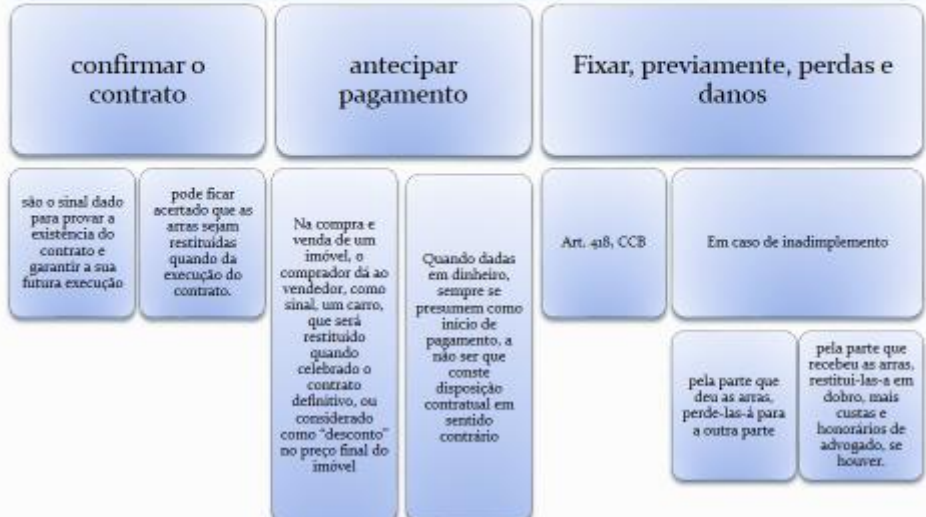 confirmar o
contrato
são o sinal dado
para provar a
existência do
contrato e
garantir a sua
futura execução
pode ficar
acertado que as
arras sejam
restituídas
quando da
execução do
contrato.
antecipar
pagamento
Na compra e
venda de um
imóvel, o
comprador dá ao
vendedor, como
sinal, um carro,
que será
restituído
quando
celebrado o
contrato
definitivo, ou
considerado
como "desconto"
no preço final do
imóvel
Quando dadas
em dinheiro,
sempre se
presumem como
início de
pagamento, a
não ser que
conste
disposição
contratual em
sentido
contrário
Fixar, previamente, perdas e
danos
Art. 418, CCB
Em caso de inadimplemento
pela parte que
deu as arras,
perde-las-á para
a outra parte
pela parte que
recebeu as arras,
restitui-las-a em
dobro, mais
custas e
honorários de
advogado, se
houver.